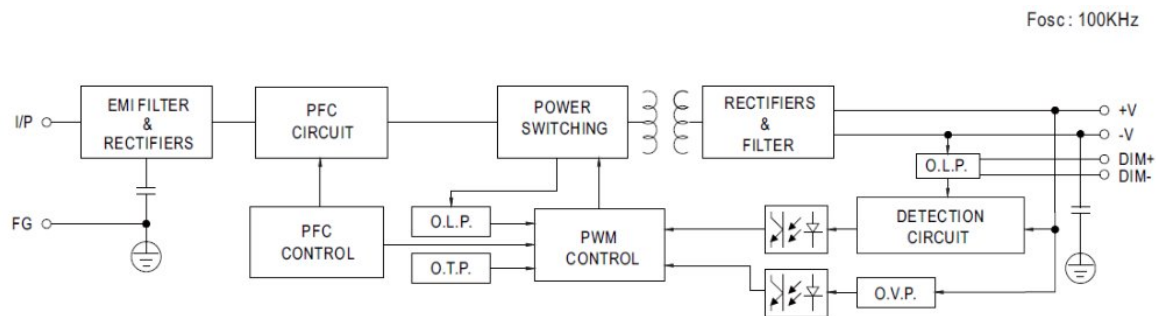 Fosc : 100KHz
I/P
EMI FILTER
&
RECTIFIERS
PFC
CIRCUIT
POWER
SWITCHING
RECTIFIERS
&
FILTER
+V
-V
DIM+
DIM-
O.L.P.
FG
PFC
CONTROL
O.L.P.
O.T.P.
PWM
CONTROL
DETECTION
CIRCUIT
O.V.P.